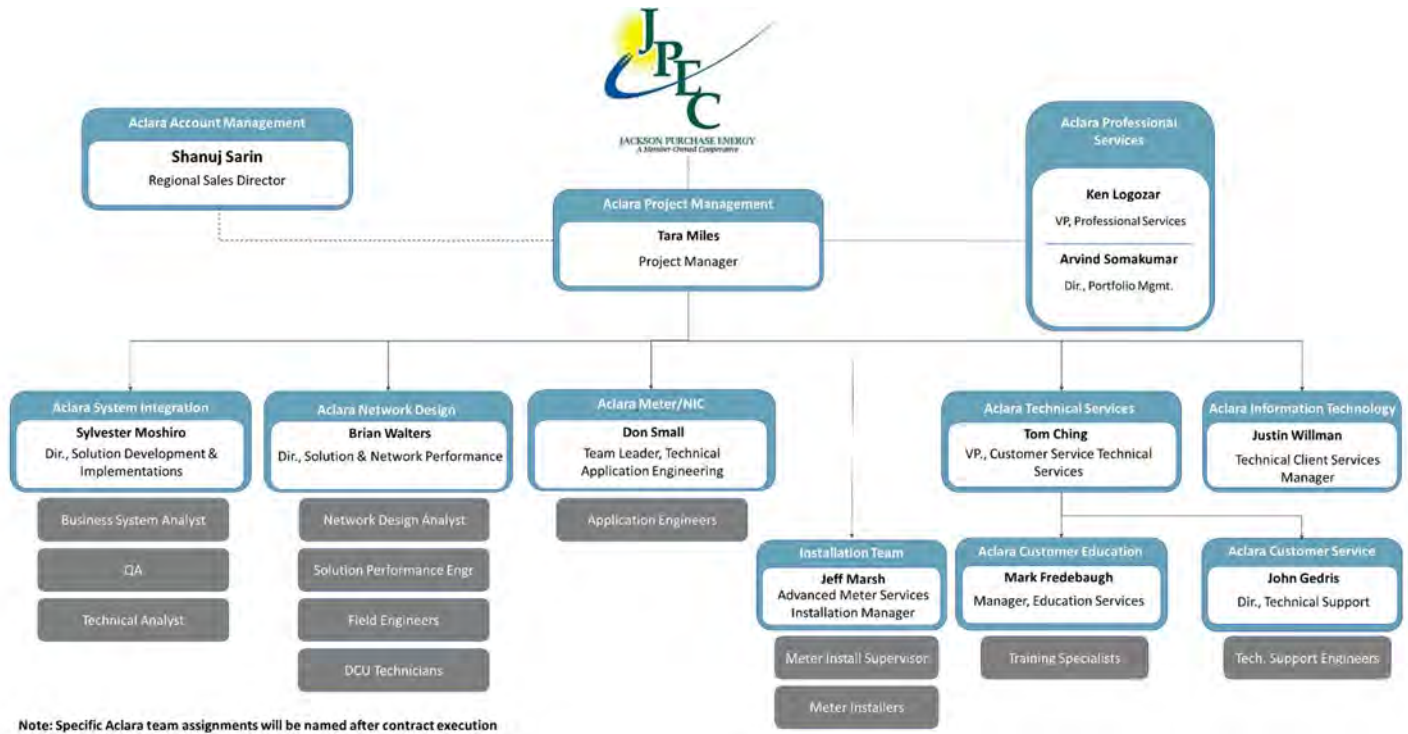 JPEC
JACKSON PURCHASE ENERGY
A Member Owned Cooperative
Aclara Account Management
Shanuj Sarin
Regional Sales Director
Aclara Professional
Services
Ken Logozar
VP, Professional Services
Arvind Somakumar
Dir., Portfolio Mgmt.
Aclara Project Management
Tara Miles
Project Manager
Aclara System Integration
Sylvester Moshiro
Dir., Solution Development &
Implementations
Business System Analyst
QA
Technical Analyst
Aclara Network Design
Brian Walters
Dir., Solution & Network Performance
Network Design Analyst
Solution Performance Engr
Field Engineers
DCU Technicians
Aclara Meter/NIC
Don Small
Team Leader, Technical
Application Engineering
Application Engineers
Installation Team
Jeff Marsh
Advanced Meter Services
Installation Manager
Meter Install Supervisor
Meter Installers
Aclara Technical Services
Tom Ching
VP., Customer Service Technical
Services
Aclara Information Technology
Justin Willman
Technical Client Services
Manager
Aclara Customer Education
Mark Fredebaugh
Manager, Education Services
Training Specialists
Aclara Customer Service
John Gedris
Dir., Technical Support
Tech. Support Engineers
Note: Specific Aclara team assignments will be named after contract execution